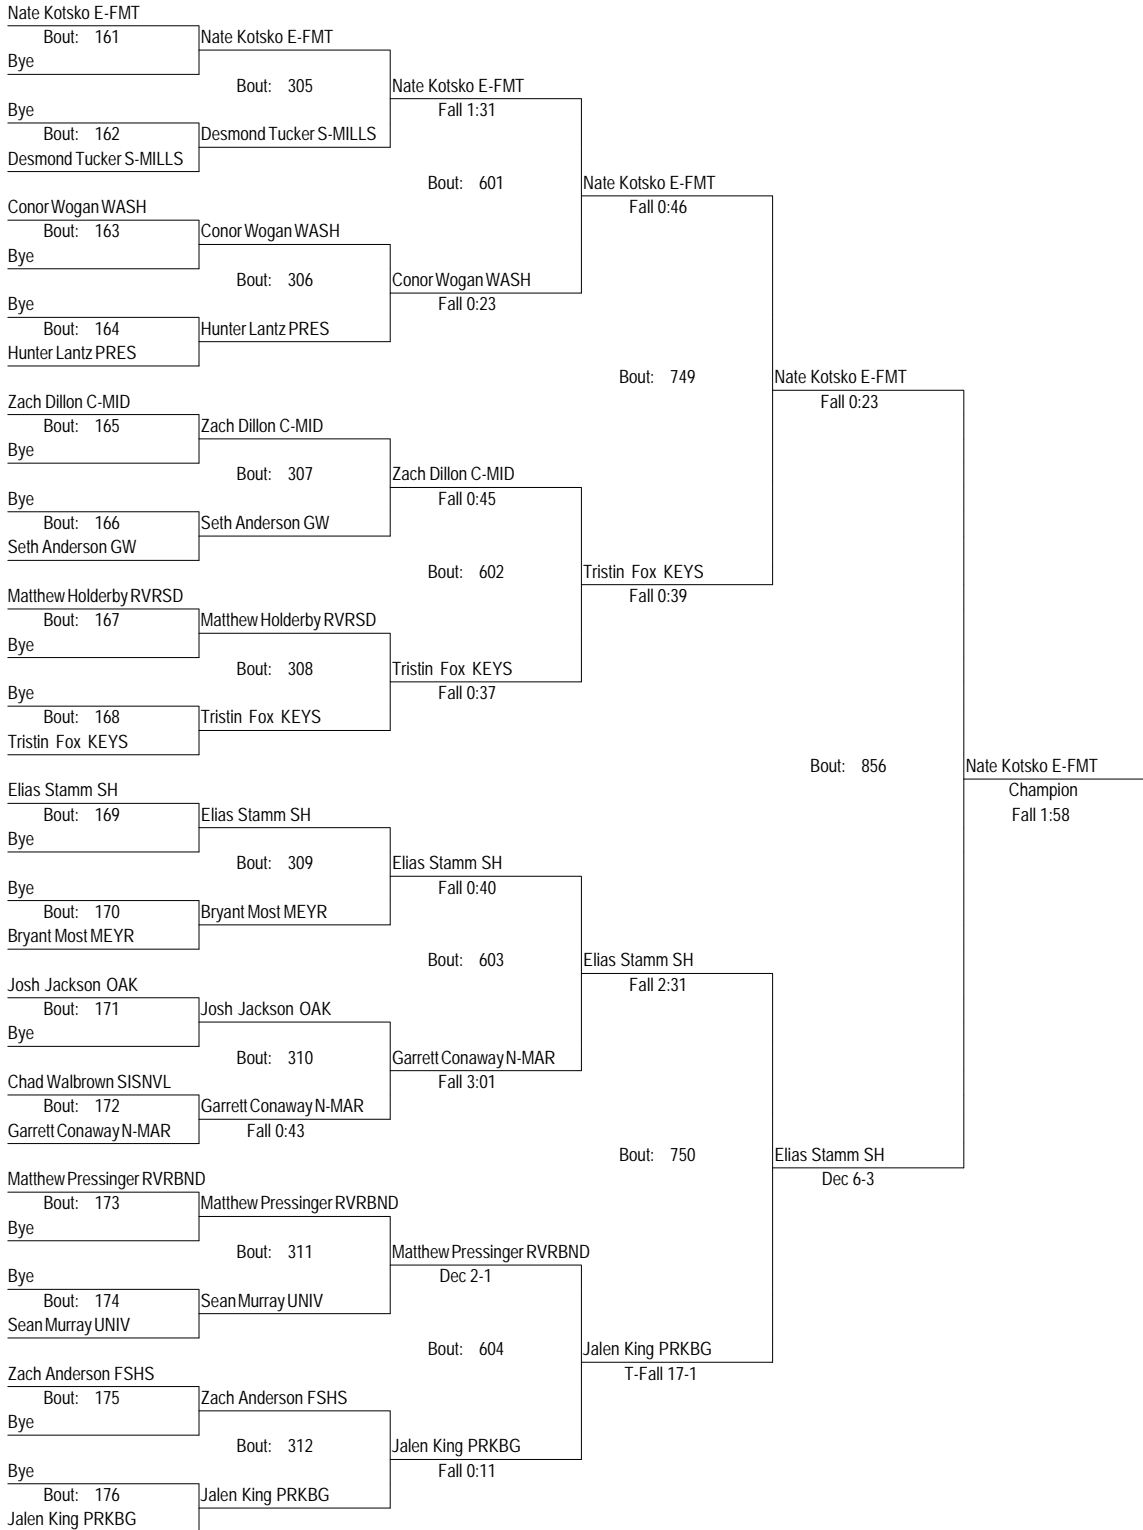 Nate Kotsko E-FMT
Bout: 161
Nate Kotsko E-FMT
Bye
Bout: 305
Nate Kotsko E-FMT
Bye
Fall 1:31
Bout: 162
Desmond Tucker S-MILLS
Desmond Tucker S-MILLS
Bout: 601
Nate Kotsko E-FMT
Conor Wogan WASH
Fall 0:46
Bout: 163
Conor Wogan WASH
Bye
Bout: 306
Conor Wogan WASH
Bye
Fall 0:23
Bout: 164
Hunter Lantz PRES
Hunter Lantz PRES
Bout: 749
Nate Kotsko E-FMT
Zach Dillon C-MID
Fall 0:23
Bout: 165
Zach Dillon C-MID
Bye
Bout: 307
Zach Dillon C-MID
Bye
Fall 0:45
Bout: 166
Seth Anderson GW
Seth Anderson GW
Bout: 602
Tristin Fox KEYS
Matthew Holderby RVRSD
Fall 0:39
Bout: 167
Matthew Holderby RVRSD
Bye
Bout: 308
Tristin Fox KEYS
Bye
Fall 0:37
Bout: 168
Tristin Fox KEYS
Tristin Fox KEYS
Bout: 856
Nate Kotsko E-FMT
Elias Stamm SH
Champion
Bout: 169
Elias Stamm SH
Fall 1:58
Bye
Bout: 309
Elias Stamm SH
Bye
Fall 0:40
Bout: 170
Bryant Most MEYR
Bryant Most MEYR
Bout: 603
Elias Stamm SH
Josh Jackson OAK
Fall 2:31
Bout: 171
Josh Jackson OAK
Bye
Bout: 310
Garrett Conaway N-MAR
Chad Walbrown SISNVL
Fall 3:01
Bout: 172
Garrett Conaway N-MAR
Garrett Conaway N-MAR
Fall 0:43
Bout: 750
Elias Stamm SH
Matthew Pressinger RVRBND
Dec 6-3
Bout: 173
Matthew Pressinger RVRBND
Bye
Bout: 311
Matthew Pressinger RVRBND
Bye
Dec 2-1
Bout: 174
Sean Murray UNIV
Sean Murray UNIV
Bout: 604
Jalen King PRKBG
Zach Anderson FSHS
T-Fall 17-1
Bout: 175
Zach Anderson FSHS
Bye
Bout: 312
Jalen King PRKBG
Bye
Fall 0:11
Bout: 176
Jalen King PRKBG
Jalen King PRKBG